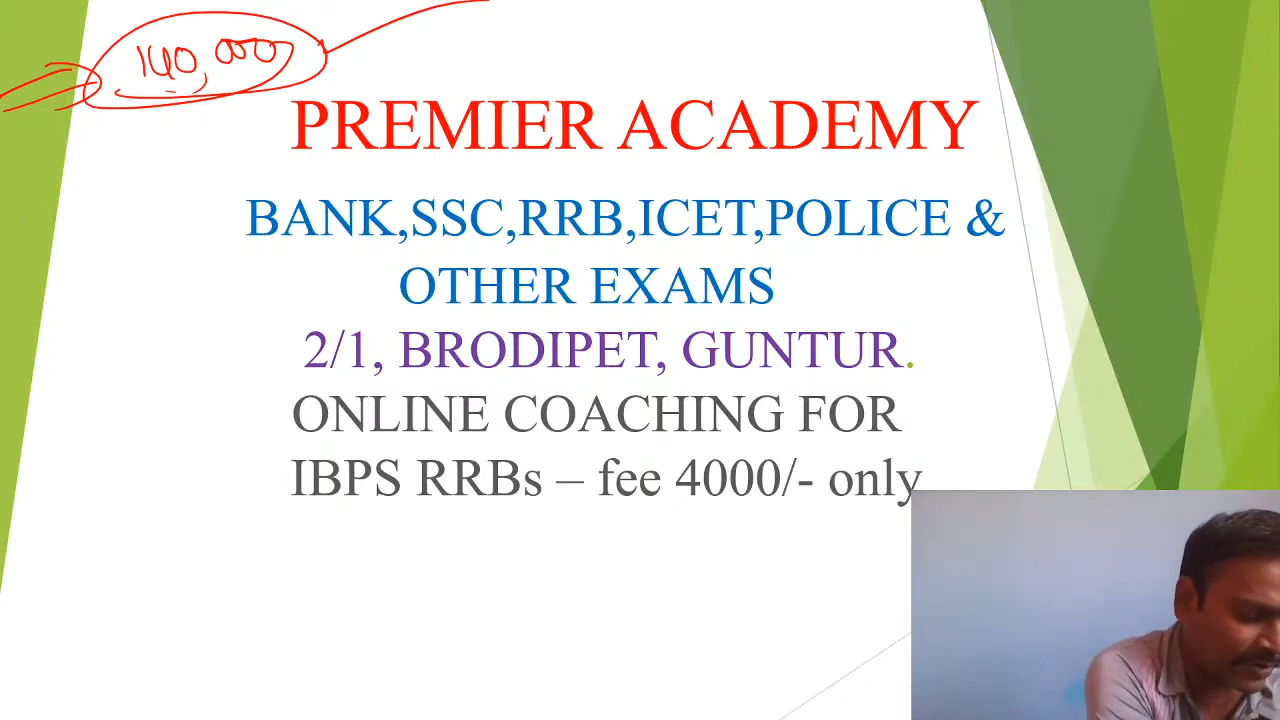 140,000
PREMIER ACADEMY
BANK,SSC,RRB,ICET,POLICE &
OTHER EXAMS
2/1, BRODIPET, GUNTUR.
ONLINE COACHING FOR
IBPS RRBs – fee 4000/- only